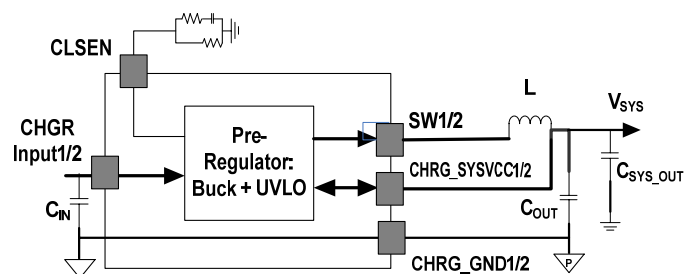 CLSEN
L
VSYS
CHGR
Input1/2
Pre-
Regulator:
Buck + UVLO
SW1/2
CHRG_SYSVCC1/2
CSYS_OUT
CIN
COUT
CHRG_GND1/2
P